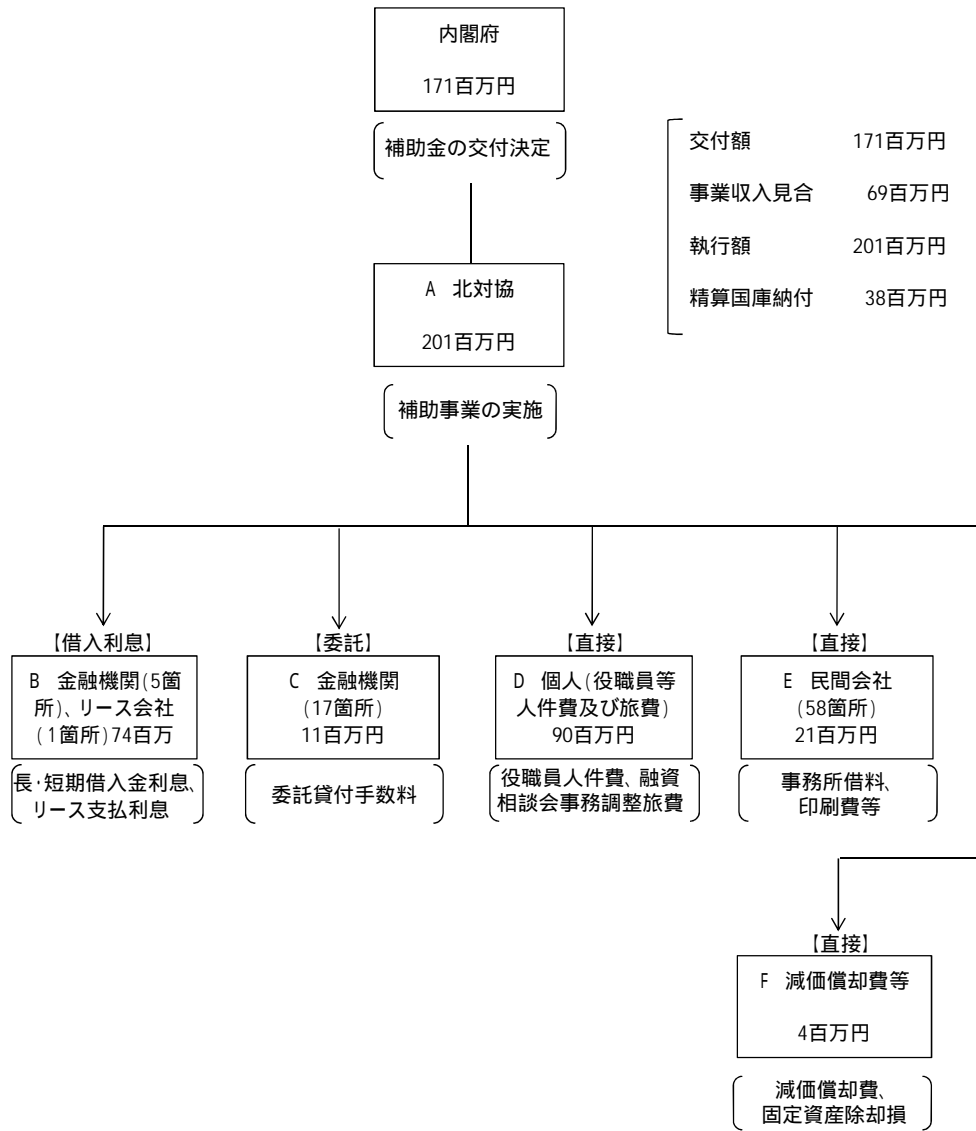 内閣府
171百万円
補助金の交付決定
交付額 171百万円
事業収入見合 69百万円
執行額 201百万円
精算国庫納付 38百万円
A 北対協
201百万円
補助事業の実施
【借入利息】
B 金融機関(5箇
所)、リース会社
(1箇所)74百万
長・短期借入金利息、
リース支払利息
【委託】
C 金融機関
(17箇所)
11百万円
委託貸付手数料
【直接】
D 個人(役職員等
人件費及び旅費)
90百万円
役職員人件費、融資
相談会事務調整旅費
【直接】
E 民間会社
(58箇所)
21百万円
事務所借料、
印刷費等
【直接】
F 減価償却費等
4百万円
減価償却費、
固定資産除却損